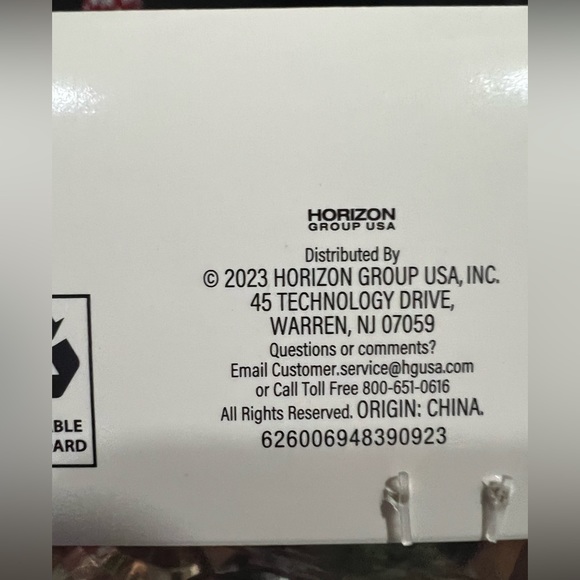 HORIZON
GROUP USA
Distributed By
© 2023 HORIZON GROUP USA, INC.
45 TECHNOLOGY DRIVE,
WARREN, NJ 07059
Questions or comments?
Email Customer.service@hgusa.com
or Call Toll Free 800-651-0616
All Rights Reserved. ORIGIN: CHINA.
626006948390923
ABLE
ARD